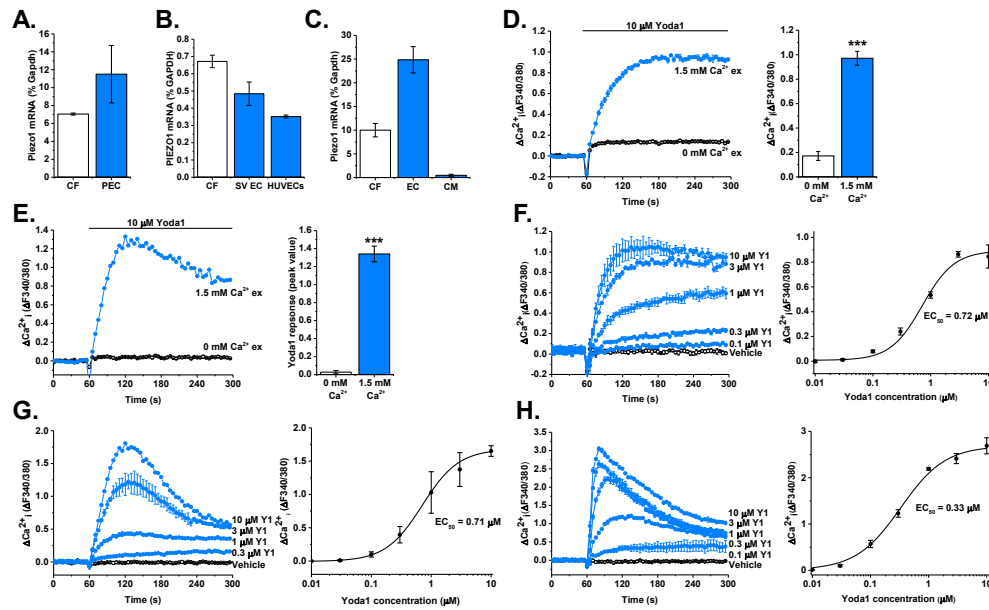 A.
Piezo1 mRNA (% Gapdh)
16
14
12
10
8
6
4
2
0
CF PEC
B.
PIEZO1 mRNA (% GAPDH)
0.8
0.7
0.6
0.5
0.4
0.3
0.2
0.1
0.0
CF SV EC HUVECs
C.
Piezo1 mRNA (% Gapdh)
30
25
20
15
10
5
0
CF EC CM
D.
10 µM Yoda1
ΔCa²⁺ᵢ(ΔF340/380)
1.2
1.0
0.8
0.6
0.4
0.2
0.0
-0.2
1.5 mM Ca²⁺ ex
0 mM Ca²⁺ ex
0 60 120 180 240 300
Time (s)
ΔCa²⁺ᵢ(ΔF340/380)
1.2
1.0
0.8
0.6
0.4
0.2
0.0
***
0 mM 1.5 mM
Ca²⁺ Ca²⁺
E.
10 µM Yoda1
ΔCa²⁺ᵢ (ΔF340/380)
1.4
1.2
1.0
0.8
0.6
0.4
0.2
0.0
1.5 mM Ca²⁺ ex
0 mM Ca²⁺ ex
0 60 120 180 240 300
Time (s)
Yoda1 repsonse (peak value)
1.6
1.4
1.2
1.0
0.8
0.6
0.4
0.2
0.0
***
0 mM 1.5 mM
Ca²⁺ Ca²⁺
F.
ΔCa²⁺ᵢ(ΔF340/380)
1.2
1.0
0.8
0.6
0.4
0.2
0.0
-0.2
10 µM Y1
3 µM Y1
1 µM Y1
0.3 µM Y1
0.1 µM Y1
Vehicle
0 60 120 180 240 300
Time (s)
ΔCa²⁺ᵢ(ΔF340/380)
1.0
0.8
0.6
0.4
0.2
0.0
EC₅₀ = 0.72 µM
0.01 0.1 1 10
Yoda1 concentration (µM)
G.
ΔCa²⁺ᵢ (ΔF340/380)
2.0
1.5
1.0
0.5
0.0
10 µM Y1
3 µM Y1
1 µM Y1
0.3 µM Y1
Vehicle
0 60 120 180 240 300
Time (s)
ΔCa²⁺ᵢ (ΔF340/380)
2.0
1.5
1.0
0.5
0.0
EC₅₀ = 0.71 µM
0.01 0.1 1 10
Yoda1 concentration (µM)
H.
ΔCa²⁺ᵢ(ΔF340/380)
3.5
3.0
2.5
2.0
1.5
1.0
0.5
0.0
10 µM Y1
3 µM Y1
1 µM Y1
0.3 µM Y1
0.1 µM Y1
Vehicle
0 60 120 180 240 300
Time (s)
ΔCa²⁺ᵢ(ΔF340/380)
3
2
1
0
EC₅₀ = 0.33 µM
0.01 0.1 1 10
Yoda1 concentration (µM)